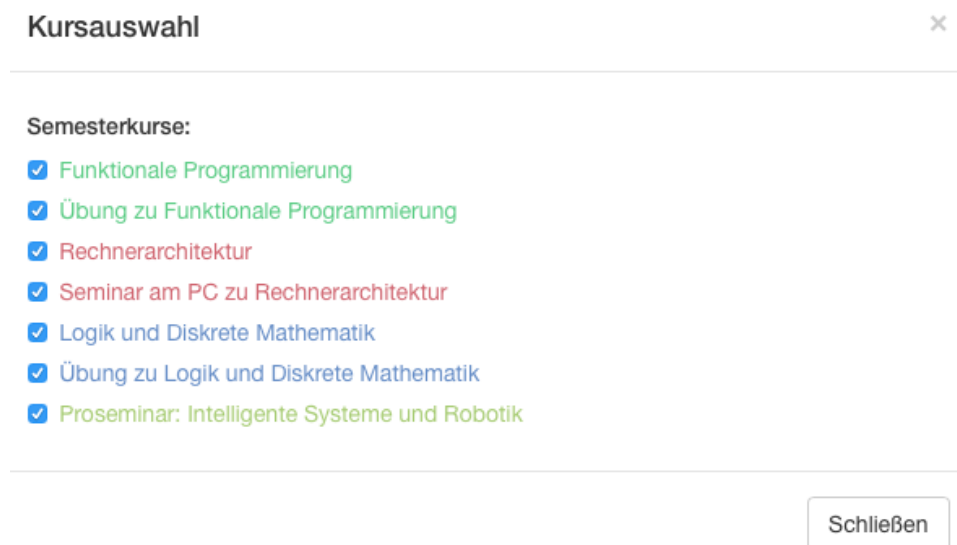 Kursauswahl ×
Semesterkurse:
Funktionale Programmierung
Übung zu Funktionale Programmierung
Rechnerarchitektur
Seminar am PC zu Rechnerarchitektur
Logik und Diskrete Mathematik
Übung zu Logik und Diskrete Mathematik
Proseminar: Intelligente Systeme und Robotik
Schließen